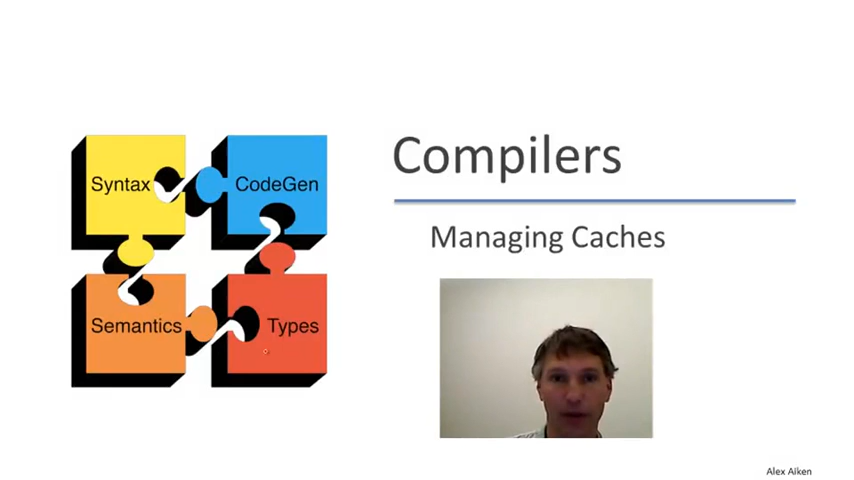 Compilers
Syntax
CodeGen
Managing Caches
Semantics
Types
Alex Aiken